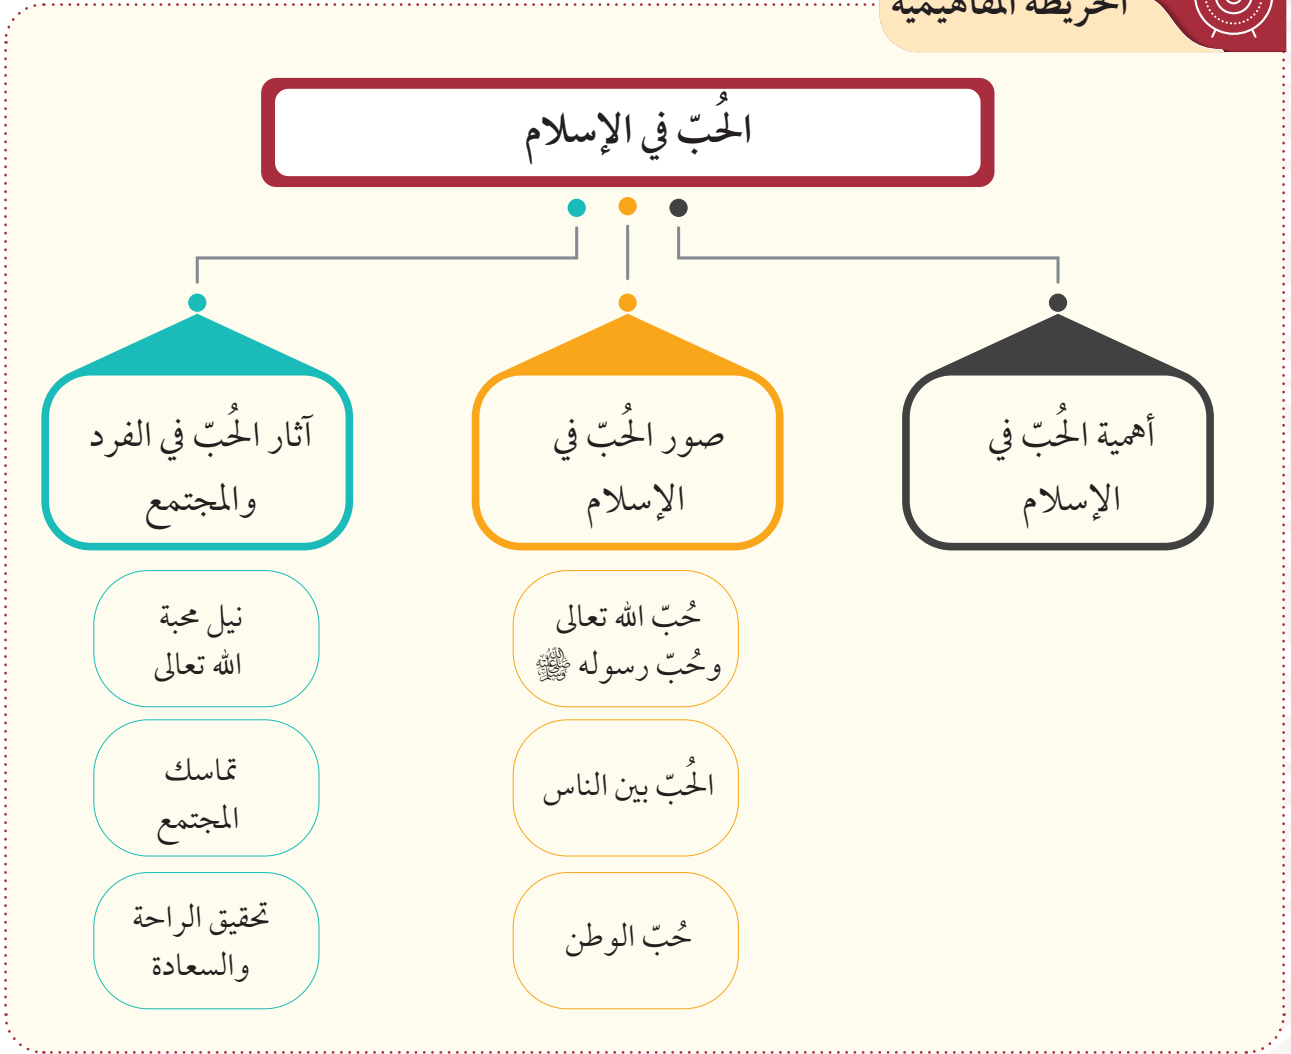 الخريطة المفاهيمية
الحُبّ في الإسلام
أهمية الحُبّ في
الإسلام
صور الحُبّ في
الإسلام
حُبّ الله تعالى
وحُبّ رسوله ﷺ
الحُبّ بين الناس
حُبّ الوطن
آثار الحُبّ في الفرد
والمجتمع
نيل محبة
الله تعالى
تماسك
المجتمع
تحقيق الراحة
والسعادة